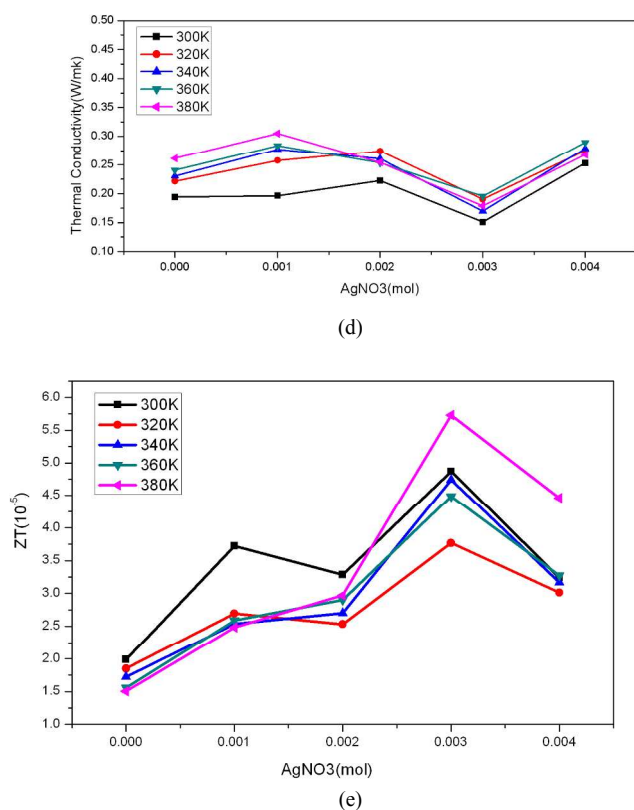 0.50
0.45
0.40
0.35
0.30
0.25
0.20
0.15
0.10
Thermal Conductivity(W/mk)
300K
320K
340K
360K
380K
0.000 0.001 0.002 0.003 0.004
AgNO3(mol)
(d)
6.0
5.5
5.0
4.5
4.0
3.5
3.0
2.5
2.0
1.5
1.0
ZT(10⁻⁵)
300K
320K
340K
360K
380K
0.000 0.001 0.002 0.003 0.004
AgNO3(mol)
(e)